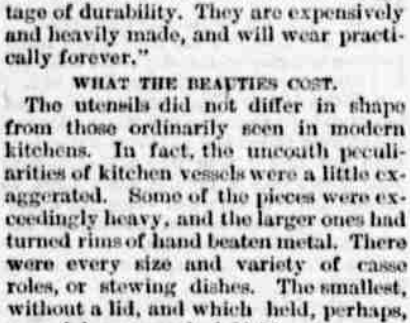 tage of durability. They are expensively
and heavily made, and will wear practi-
cally forever."
WHAT THE BEAUTIES COST.
The utensils did not differ in shape
from those ordinarily seen in modern
kitchens. In fact, the uncouth peculi-
arities of kitchen vessels were a little ex-
aggerated. Some of the pieces were ex-
ceedingly heavy, and the larger ones had
turned rims of hand beaten metal. There
were every size and variety of casse
roles, or stewing dishes. The smallest,
without a lid, and which held, perhaps,